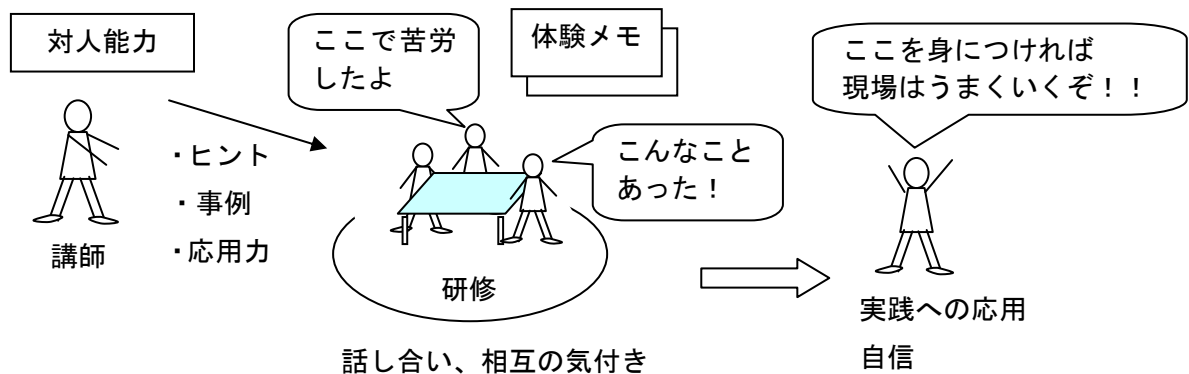 対人能力
ここで苦労
したよ
体験メモ
ここを身につければ
現場はうまくいくぞ！！
こんなこと
あった！
・ヒント
・事例
・応用力
講師
研修
実践への応用
自信
話し合い、相互の気付き